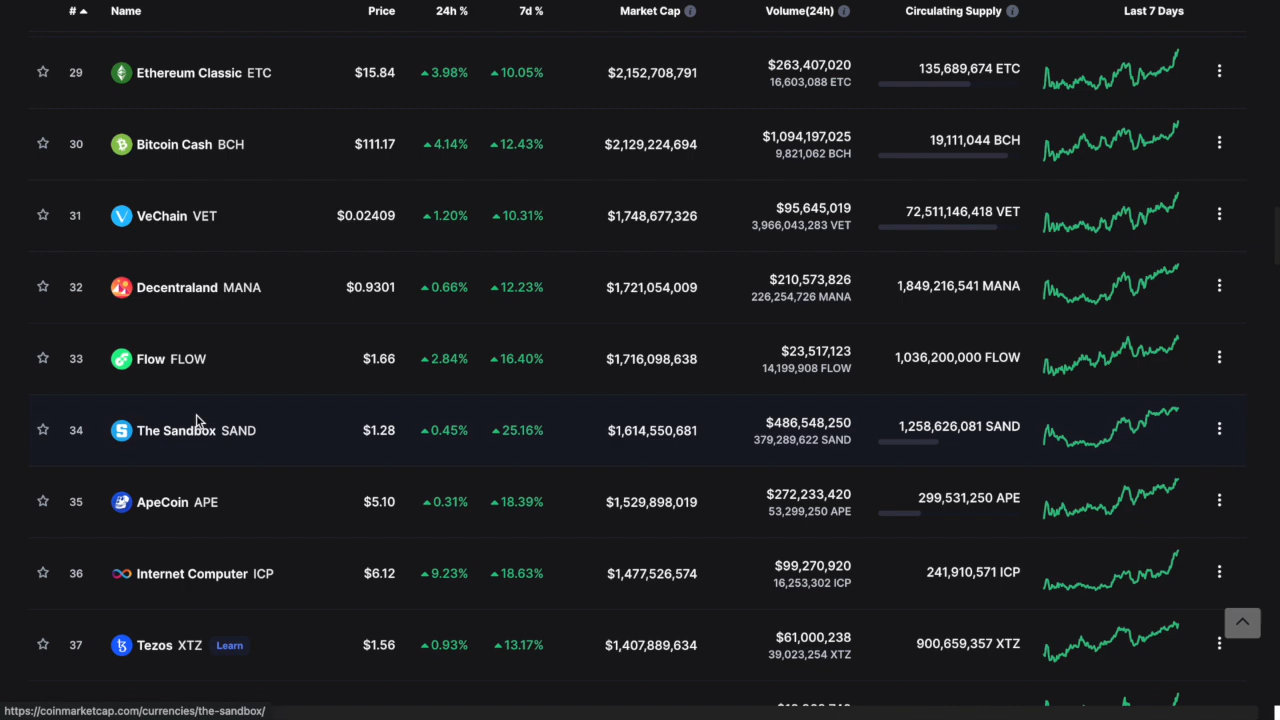 # Name Price 24h % 7d % Market Cap Volume(24h) Circulating Supply Last 7 Days
29 Ethereum Classic ETC $15.84 3.98% 10.05% $2,152,708,791 $263,407,020 135,689,674 ETC
16,603,088 ETC
30 Bitcoin Cash BCH $111.17 4.14% 12.43% $2,129,224,694 $1,094,197,025 19,111,044 BCH
9,821,062 BCH
31 VeChain VET $0.02409 1.20% 10.31% $1,748,677,326 $95,645,019 72,511,146,418 VET
3,966,043,283 VET
32 Decentraland MANA $0.9301 0.66% 12.23% $1,721,054,009 $210,573,826 1,849,216,541 MANA
226,254,726 MANA
33 Flow FLOW $1.66 2.84% 16.40% $1,716,098,638 $23,517,123 1,036,200,000 FLOW
14,199,908 FLOW
34 The Sandbox SAND $1.28 0.45% 25.16% $1,614,550,681 $486,548,250 1,258,626,081 SAND
379,289,622 SAND
35 ApeCoin APE $5.10 0.31% 18.39% $1,529,898,019 $272,233,420 299,531,250 APE
53,299,250 APE
36 Internet Computer ICP $6.12 9.23% 18.63% $1,477,526,574 $99,270,920 241,910,571 ICP
16,253,302 ICP
37 Tezos XTZ Learn $1.56 0.93% 13.17% $1,407,889,634 $61,000,238 900,659,357 XTZ
39,023,254 XTZ
https://coinmarketcap.com/currencies/the-sandbox/